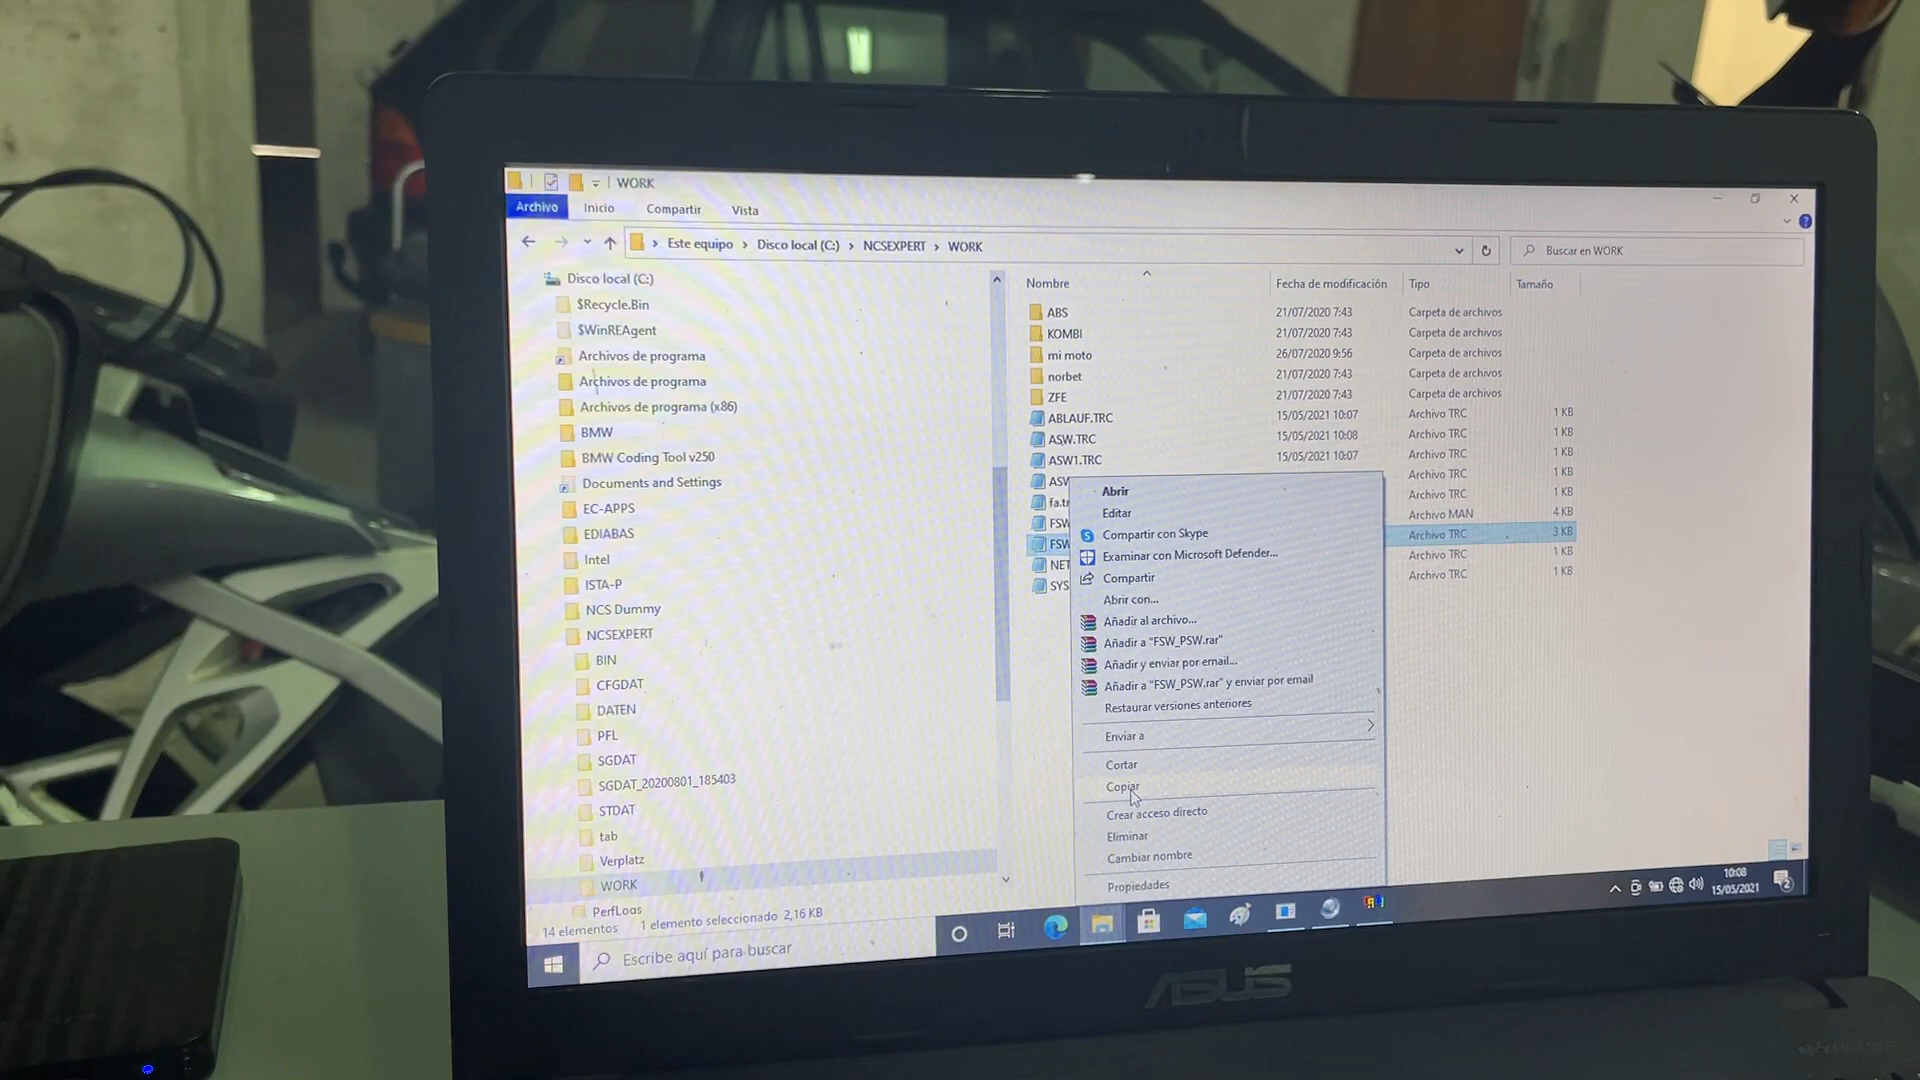 WORK
Archivo Inicio Compartir Vista
Este equipo Disco local (C:) NCSEXPERT WORK
Buscar en WORK
Disco local (C:)
$Recycle.Bin
$WinREAgent
Archivos de programa
Archivos de programa
Archivos de programa (x86)
BMW
BMW Coding Tool v250
Documents and Settings
EC-APPS
EDIABAS
Intel
ISTA-P
NCS Dummy
NCSEXPERT
BIN
CFGDAT
DATEN
PFL
SGDAT
SGDAT_20200801_185403
STDAT
tab
Verplatz
WORK
PerfLogs
Nombre Fecha de modificación Tipo Tamaño
ABS 21/07/2020 7:43 Carpeta de archivos
KOMBI 21/07/2020 7:43 Carpeta de archivos
mi moto 26/07/2020 9:56 Carpeta de archivos
norbet 21/07/2020 7:43 Carpeta de archivos
ZFE 21/07/2020 7:43 Carpeta de archivos
ABLAUF.TRC 15/05/2021 10:07 Archivo TRC 1 KB
ASW.TRC 15/05/2021 10:08 Archivo TRC 1 KB
ASW1.TRC 15/05/2021 10:07 Archivo TRC 1 KB
ASW Archivo TRC 1 KB
fa.tr Archivo TRC 1 KB
FSW Archivo MAN 4 KB
FSW Archivo TRC 3 KB
NET Archivo TRC 1 KB
SYS Archivo TRC 1 KB
Abrir
Editar
Compartir con Skype
Examinar con Microsoft Defender...
Compartir
Abrir con...
Añadir al archivo...
Añadir a "FSW_PSW.rar"
Añadir y enviar por email...
Añadir a "FSW_PSW.rar" y enviar por email
Restaurar versiones anteriores
Enviar a
Cortar
Copiar
Crear acceso directo
Eliminar
Cambiar nombre
Propiedades
14 elementos 1 elemento seleccionado 2,16 KB
Escribe aquí para buscar
10:08
15/05/2021
2
ASUS